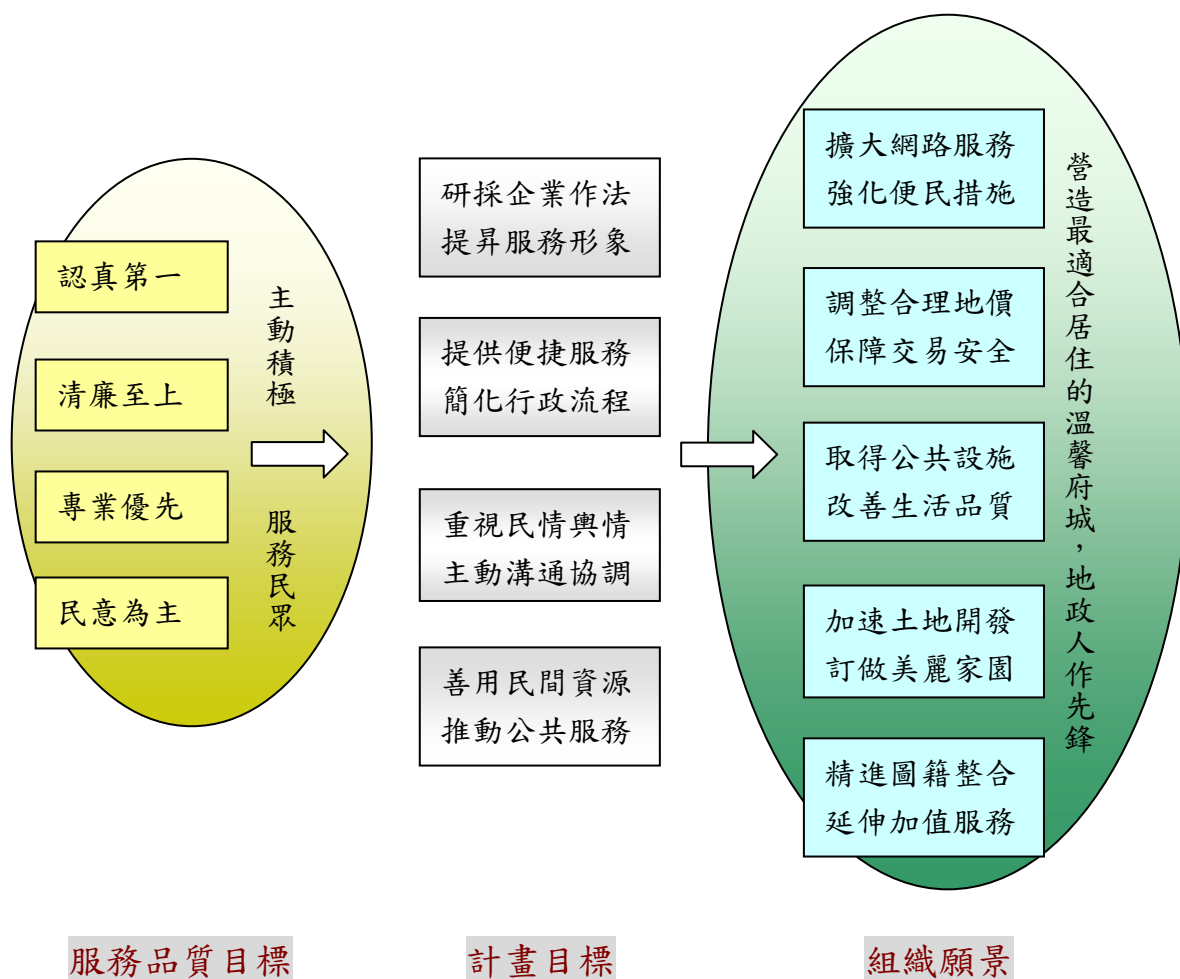 認真第一
清廉至上
專業優先
民意為主
主動積極
服務民眾
研採企業作法
提昇服務形象
提供便捷服務
簡化行政流程
重視民情輿情
主動溝通協調
善用民間資源
推動公共服務
擴大網路服務
強化便民措施
調整合理地價
保障交易安全
取得公共設施
改善生活品質
加速土地開發
訂做美麗家園
精進圖籍整合
延伸加值服務
營造最適合居住的溫馨府城，地政人作先鋒
服務品質目標
計畫目標
組織願景